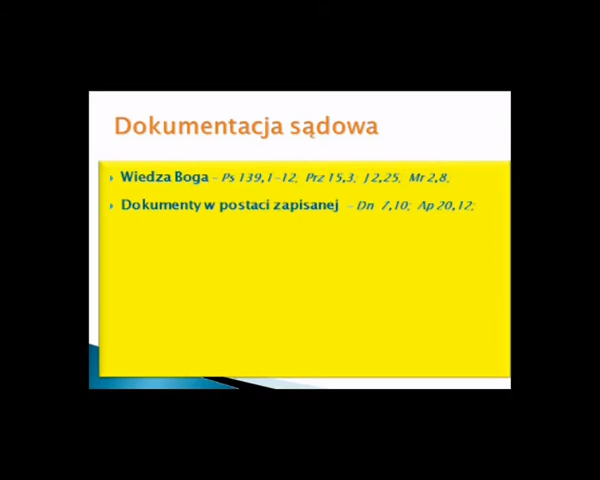 Dokumentacja sądowa
Wiedza Boga – Ps 139,1-12; Prz 15,3; J 2,25; Mr 2,8;
Dokumenty w postaci zapisanej – Dn 7,10; Ap 20,12;